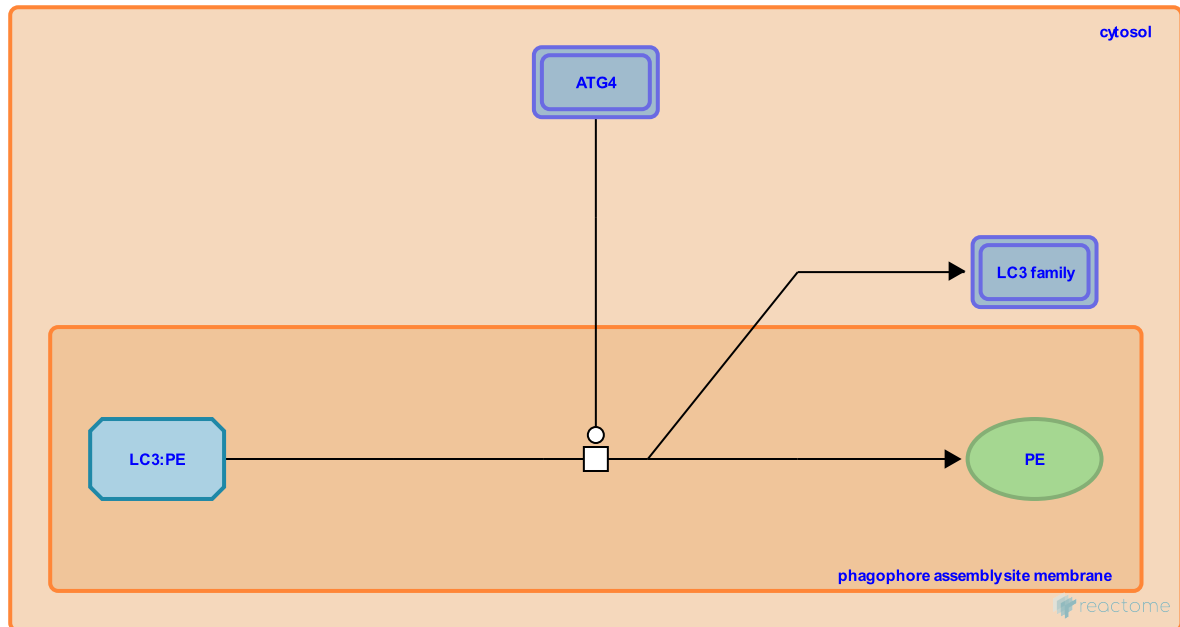 cytosol
ATG4
LC3 family
LC3:PE
PE
phagophore assembly site membrane
reactome